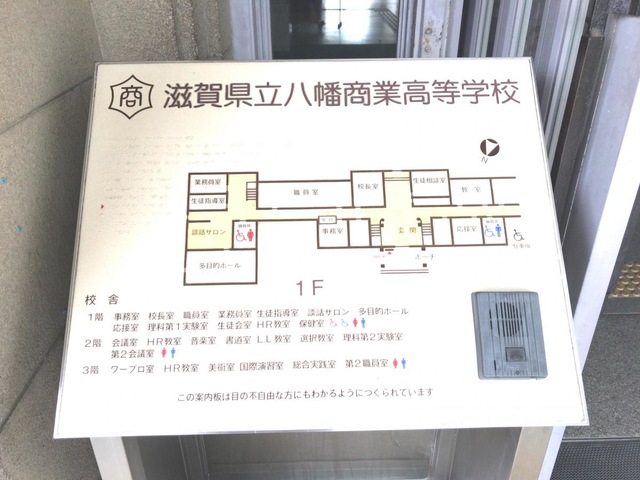 商 滋賀県立八幡商業高等学校
N
業務員室
生徒指導室
職員室
校長室
生徒相談室
教室
談話サロン
事務室
玄関
応接室
多目的ホール
ポーチ
1F
校舎
1階 事務室 校長室 職員室 業務員室 生徒指導室 談話サロン 多目的ホール
応接室 理科第1実験室 生徒会室 HR教室 保健室
2階 会議室 HR教室 音楽室 書道室 L.L教室 選択教室 理科第2実験室
第2会議室
3階 ワープロ室 HR教室 美術室 国際演習室 総合実践室 第2職員室
この案内板は目の不自由な方にもわかるようにつくられています